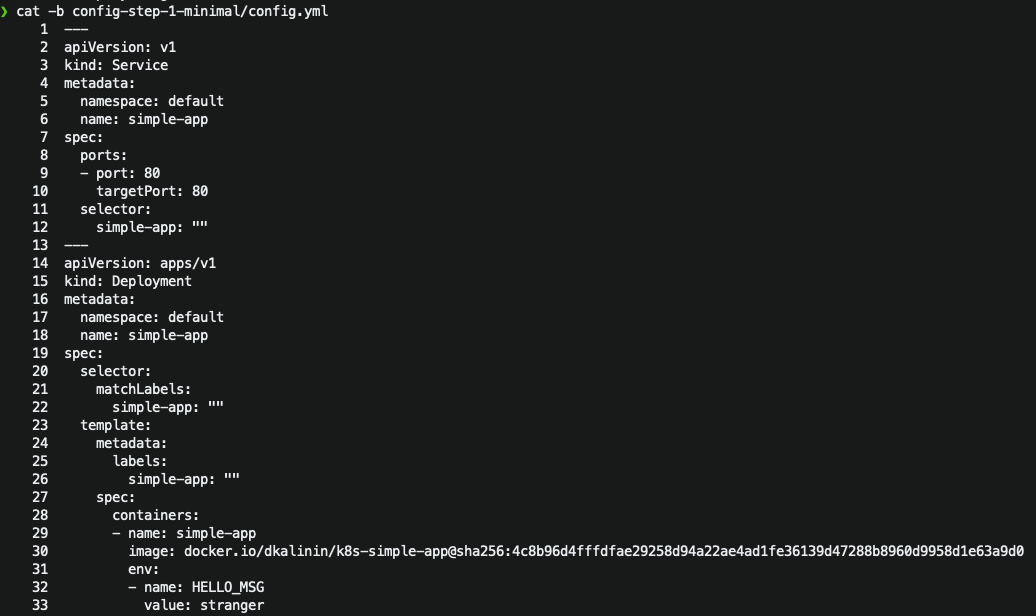 ❯ cat -b config-step-1-minimal/config.yml
     1  ---
     2  apiVersion: v1
     3  kind: Service
     4  metadata:
     5    namespace: default
     6    name: simple-app
     7  spec:
     8    ports:
     9    - port: 80
    10      targetPort: 80
    11    selector:
    12      simple-app: ""
    13  ---
    14  apiVersion: apps/v1
    15  kind: Deployment
    16  metadata:
    17    namespace: default
    18    name: simple-app
    19  spec:
    20    selector:
    21      matchLabels:
    22        simple-app: ""
    23    template:
    24      metadata:
    25        labels:
    26          simple-app: ""
    27      spec:
    28        containers:
    29        - name: simple-app
    30          image: docker.io/dkalinin/k8s-simple-app@sha256:4c8b96d4fffdfae29258d94a22ae4ad1fe36139d47288b8960d9958d1e63a9d0
    31          env:
    32          - name: HELLO_MSG
    33            value: stranger